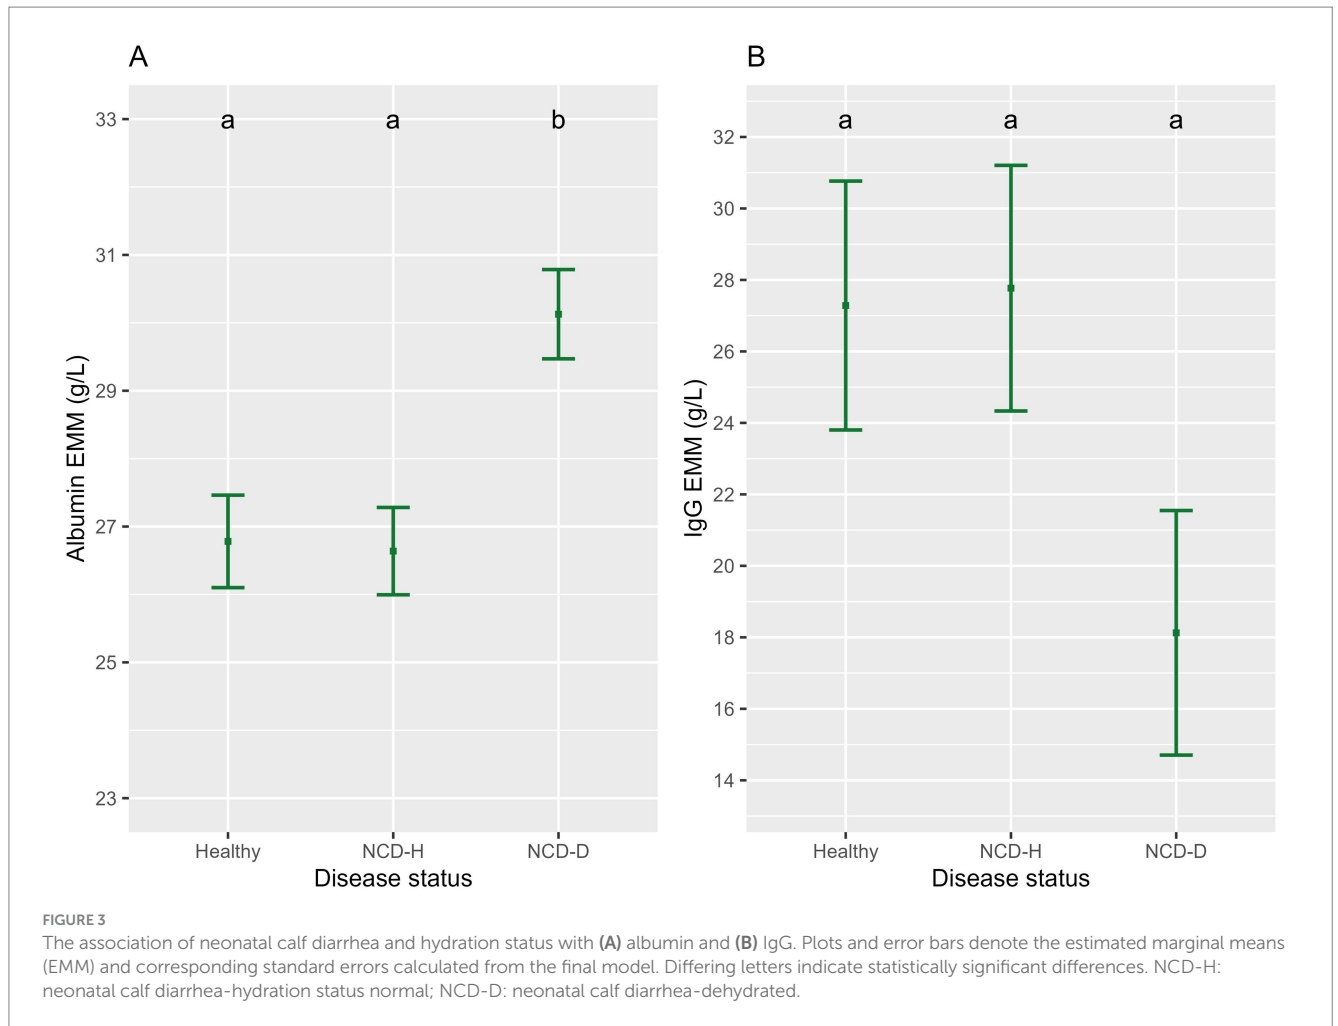 A
33
31
29
27
25
23
Albumin EMM (g/L)
a a b
Healthy NCD-H NCD-D
Disease status
B
32
30
28
26
24
22
20
18
16
14
IgG EMM (g/L)
a a a
Healthy NCD-H NCD-D
Disease status
FIGURE 3
The association of neonatal calf diarrhea and hydration status with (A) albumin and (B) IgG. Plots and error bars denote the estimated marginal means
(EMM) and corresponding standard errors calculated from the final model. Differing letters indicate statistically significant differences. NCD-H:
neonatal calf diarrhea-hydration status normal; NCD-D: neonatal calf diarrhea-dehydrated.